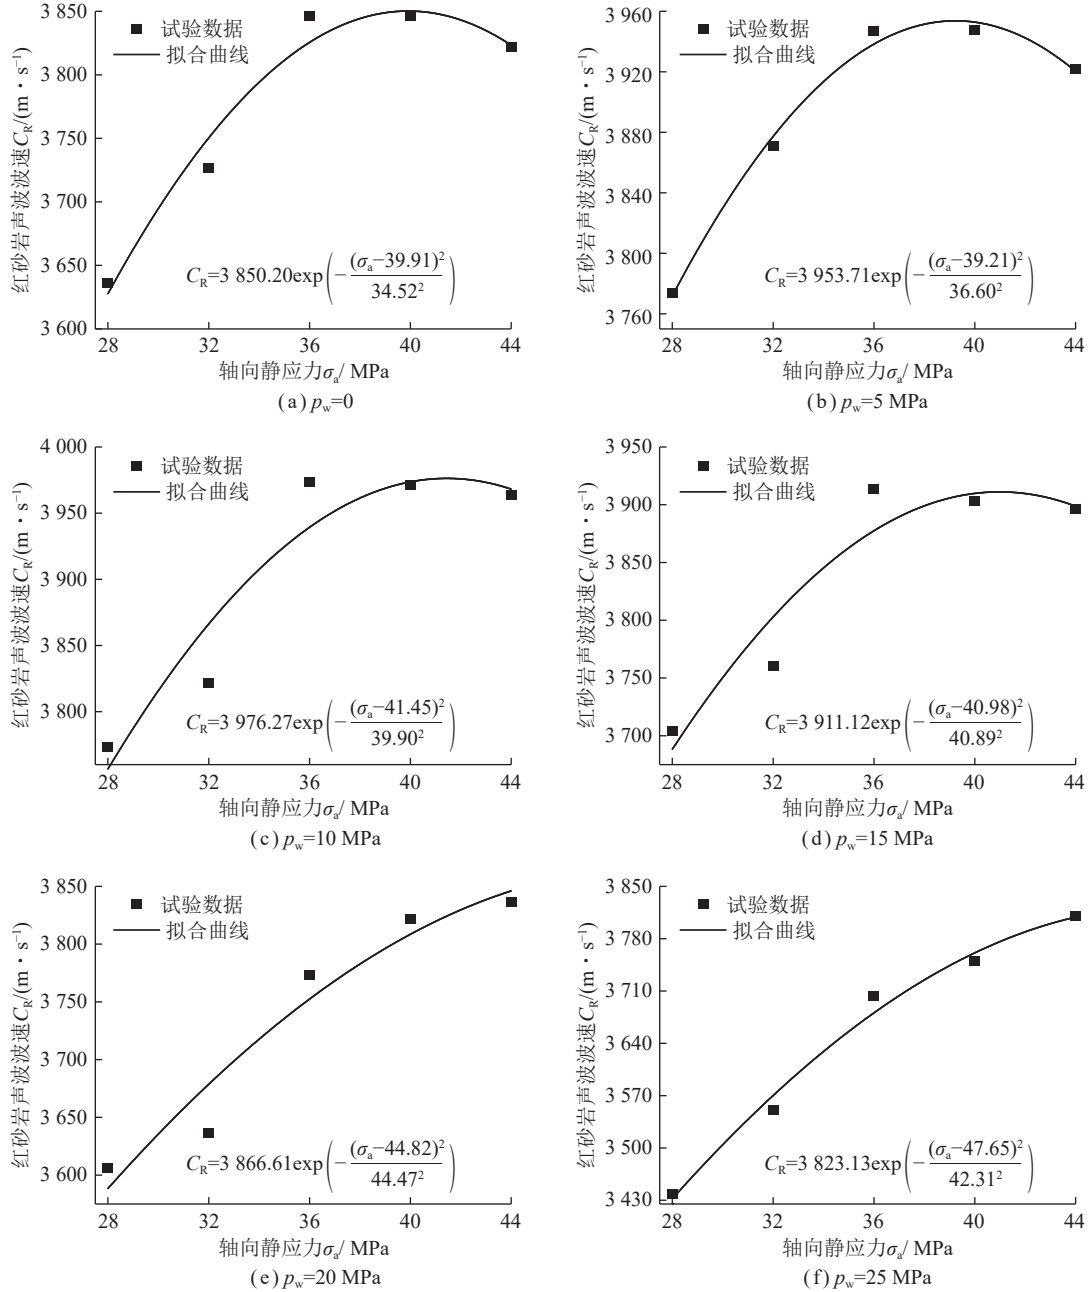 3 850
3 800
3 750
3 700
3 650
3 600
红砂岩声波波速C_R/(m·s⁻¹)
试验数据
拟合曲线
C_R=3 850.20exp(−(σ_a−39.91)²/34.52²)
28 32 36 40 44
轴向静应力σ_a/ MPa
(a) p_w=0
3 960
3 920
3 880
3 840
3 800
3 760
红砂岩声波波速C_R/(m·s⁻¹)
试验数据
拟合曲线
C_R=3 953.71exp(−(σ_a−39.21)²/36.60²)
28 32 36 40 44
轴向静应力σ_a/ MPa
(b) p_w=5 MPa
4 000
3 950
3 900
3 850
3 800
红砂岩声波波速C_R/(m·s⁻¹)
试验数据
拟合曲线
C_R=3 976.27exp(−(σ_a−41.45)²/39.90²)
28 32 36 40 44
轴向静应力σ_a/ MPa
(c) p_w=10 MPa
3 950
3 900
3 850
3 800
3 750
3 700
红砂岩声波波速C_R/(m·s⁻¹)
试验数据
拟合曲线
C_R=3 911.12exp(−(σ_a−40.98)²/40.89²)
28 32 36 40 44
轴向静应力σ_a/ MPa
(d) p_w=15 MPa
3 850
3 800
3 750
3 700
3 650
3 600
红砂岩声波波速C_R/(m·s⁻¹)
试验数据
拟合曲线
C_R=3 866.61exp(−(σ_a−44.82)²/44.47²)
28 32 36 40 44
轴向静应力σ_a/ MPa
(e) p_w=20 MPa
3 850
3 780
3 710
3 640
3 570
3 500
3 430
红砂岩声波波速C_R/(m·s⁻¹)
试验数据
拟合曲线
C_R=3 823.13exp(−(σ_a−47.65)²/42.31²)
28 32 36 40 44
轴向静应力σ_a/ MPa
(f) p_w=25 MPa